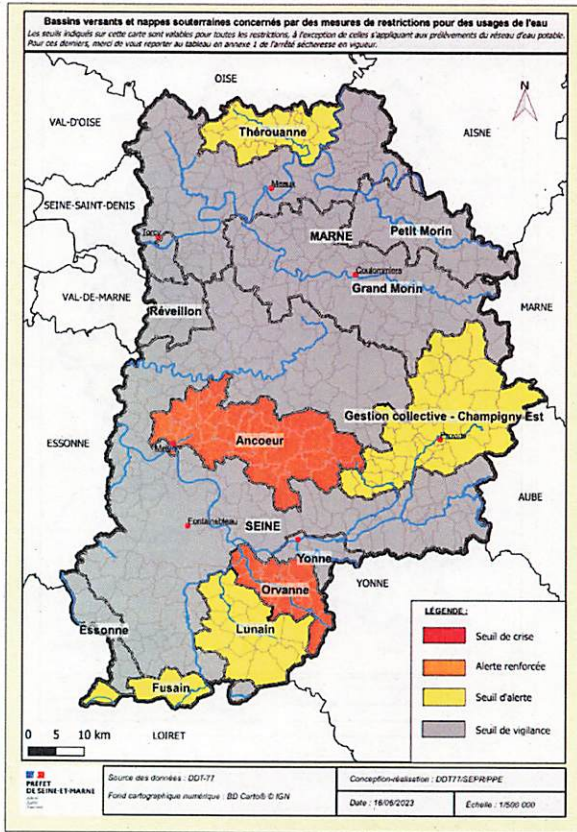 Bassins versants et nappes souterraines concernés par des mesures de restrictions pour des usages de l'eau
Les seuils indiqués sur cette carte sont valables pour toutes les restrictions, à l'exception de celles s'appliquant aux prélèvements du réseau d'eau potable.
Pour ces derniers, merci de vous reporter au tableau en annexe 1 de l'arrêté sécheresse en vigueur.
OISE
N
VAL-D'OISE
Thérouanne
AISNE
Meaux
SEINE-SAINT-DENIS
Torcy
MARNE
Petit Morin
Coulommiers
Grand Morin
VAL-DE-MARNE
Réveillon
MARNE
Gestion collective - Champigny Est
ESSONNE
Ancoeur
Melun
AUBE
Fontainebleau
SEINE
Yonne
YONNE
Orvanne
Essonne
Lunain
Fusain
LÉGENDE :
Seuil de crise
Alerte renforcée
Seuil d'alerte
Seuil de vigilance
0 5 10 km
LOIRET
PRÉFET
DE SEINE-ET-MARNE
Source des données : DDT-77
Fond cartographique numérique : BD Carto® © IGN
Conception-réalisation : DDT77/SEPR/PPE
Date : 16/06/2023
Échelle : 1/500 000